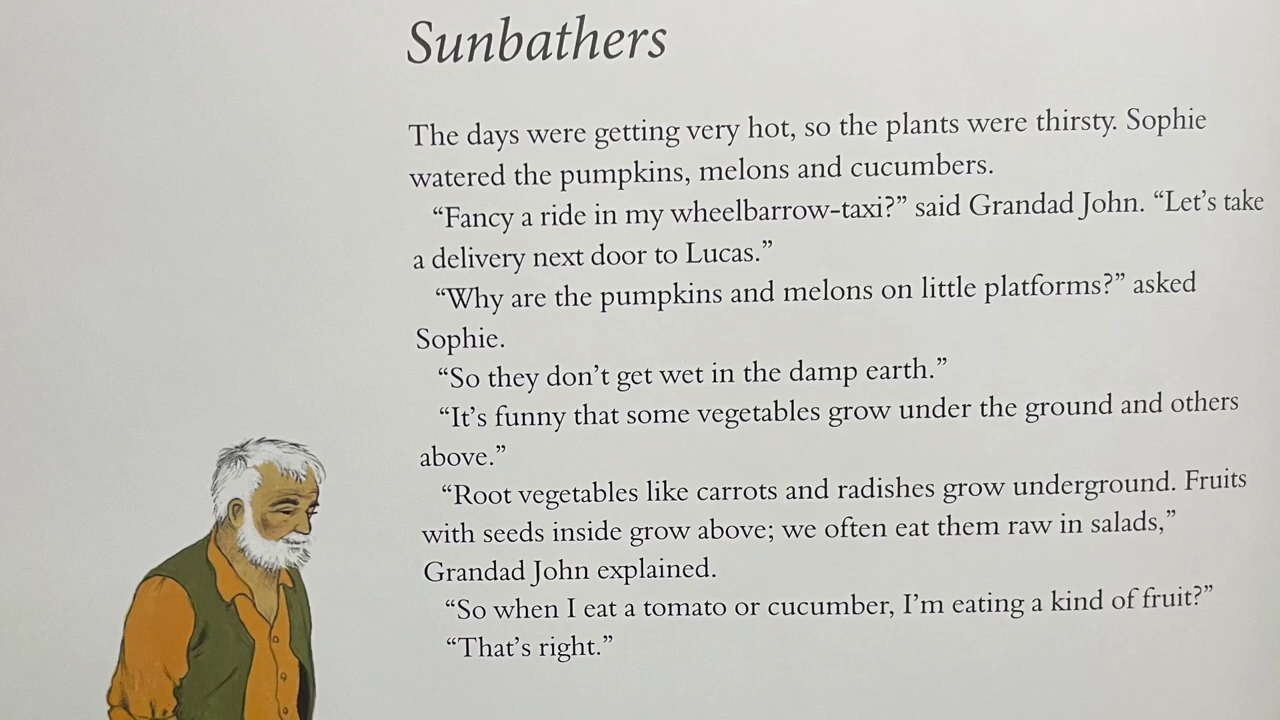 Sunbathers
The days were getting very hot, so the plants were thirsty. Sophie
watered the pumpkins, melons and cucumbers.
“Fancy a ride in my wheelbarrow-taxi?” said Grandad John. “Let’s take
a delivery next door to Lucas.”
“Why are the pumpkins and melons on little platforms?” asked
Sophie.
“So they don’t get wet in the damp earth.”
“It’s funny that some vegetables grow under the ground and others
above.”
“Root vegetables like carrots and radishes grow underground. Fruits
with seeds inside grow above; we often eat them raw in salads,”
Grandad John explained.
“So when I eat a tomato or cucumber, I’m eating a kind of fruit?”
“That’s right.”